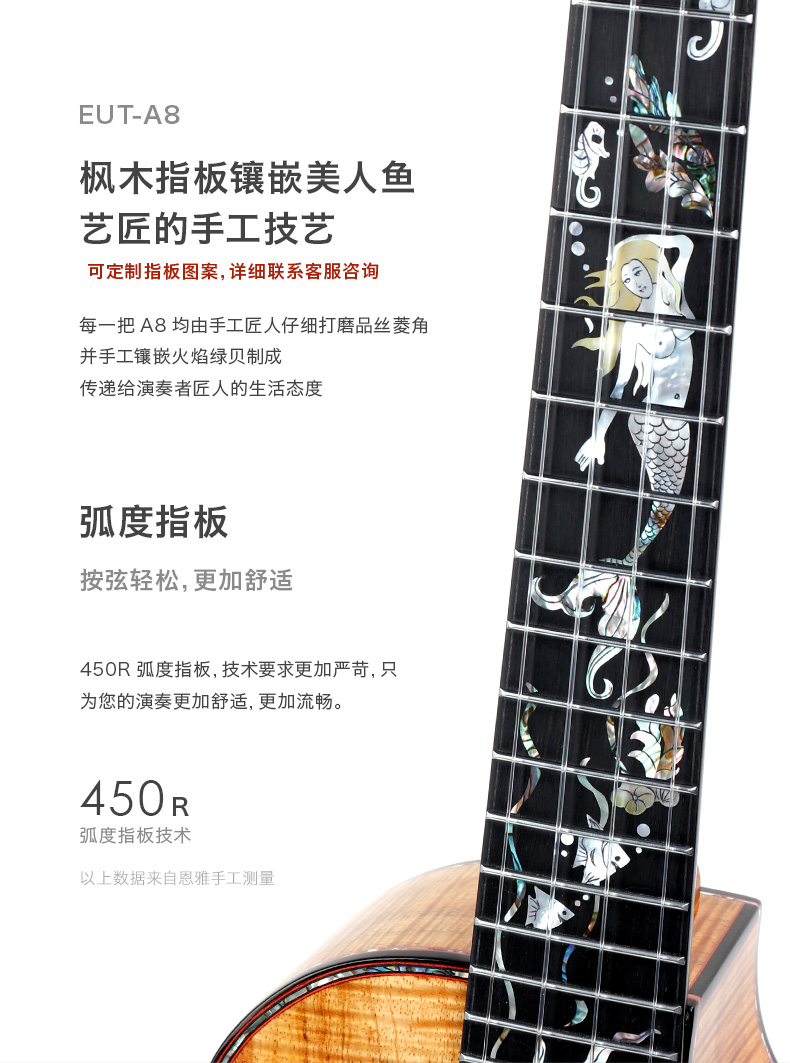 EUT-A8
枫木指板镶嵌美人鱼
艺匠的手工技艺
可定制指板图案,详细联系客服咨询
每一把 A8 均由手工匠人仔细打磨品丝菱角
并手工镶嵌火焰绿贝制成
传递给演奏者匠人的生活态度
弧度指板
按弦轻松,更加舒适
450R 弧度指板,技术要求更加严苛,只
为您的演奏更加舒适,更加流畅。
450R
弧度指板技术
以上数据来自恩雅手工测量